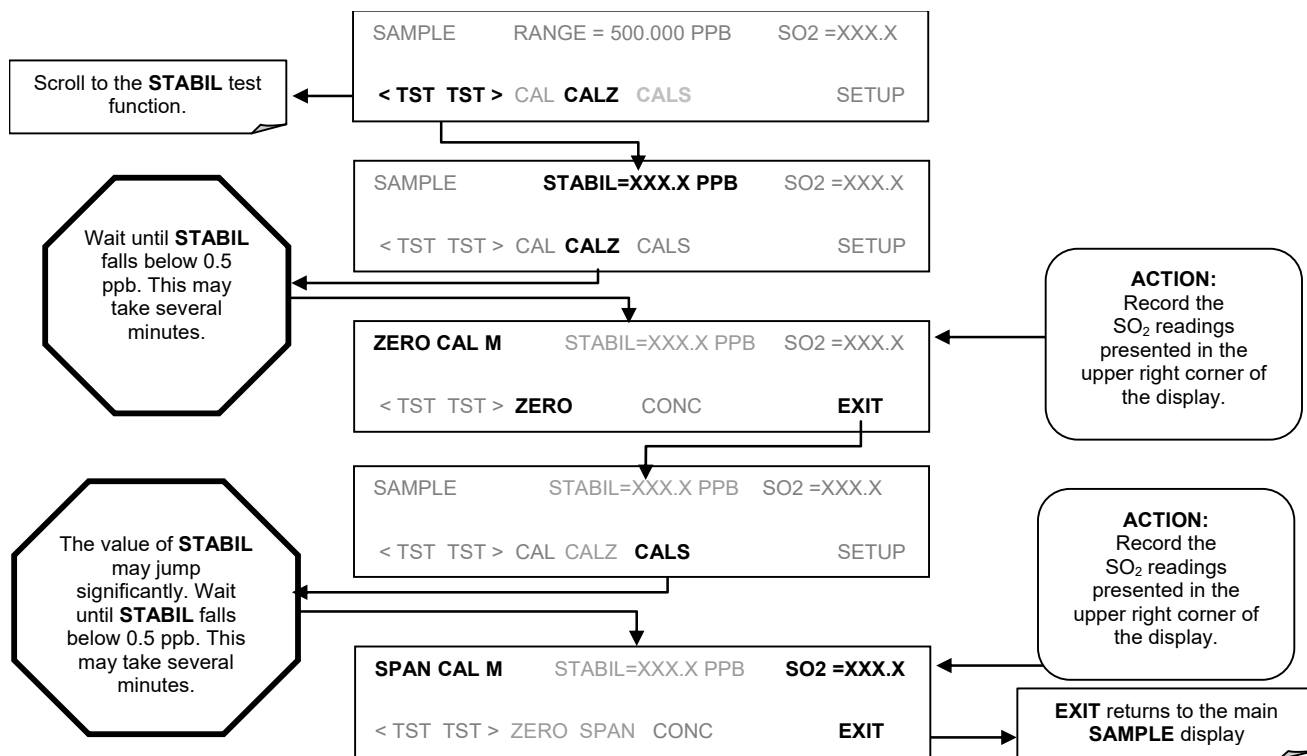 SAMPLE RANGE = 500.000 PPB SO2 =XXX.X
< TST TST > CAL CALZ CALS SETUP
Scroll to the STABIL test
function.
SAMPLE STABIL=XXX.X PPB SO2 =XXX.X
< TST TST > CAL CALZ CALS SETUP
Wait until STABIL
falls below 0.5
ppb. This may
take several
minutes.
ZERO CAL M STABIL=XXX.X PPB SO2 =XXX.X
< TST TST > ZERO CONC EXIT
ACTION:
Record the
SO₂ readings
presented in the
upper right corner of
the display.
SAMPLE STABIL=XXX.X PPB SO2 =XXX.X
< TST TST > CAL CALZ CALS SETUP
The value of STABIL
may jump
significantly. Wait
until STABIL falls
below 0.5 ppb. This
may take several
minutes.
SPAN CAL M STABIL=XXX.X PPB SO2 =XXX.X
< TST TST > ZERO SPAN CONC EXIT
ACTION:
Record the
SO₂ readings
presented in the
upper right corner of
the display.
EXIT returns to the main
SAMPLE display